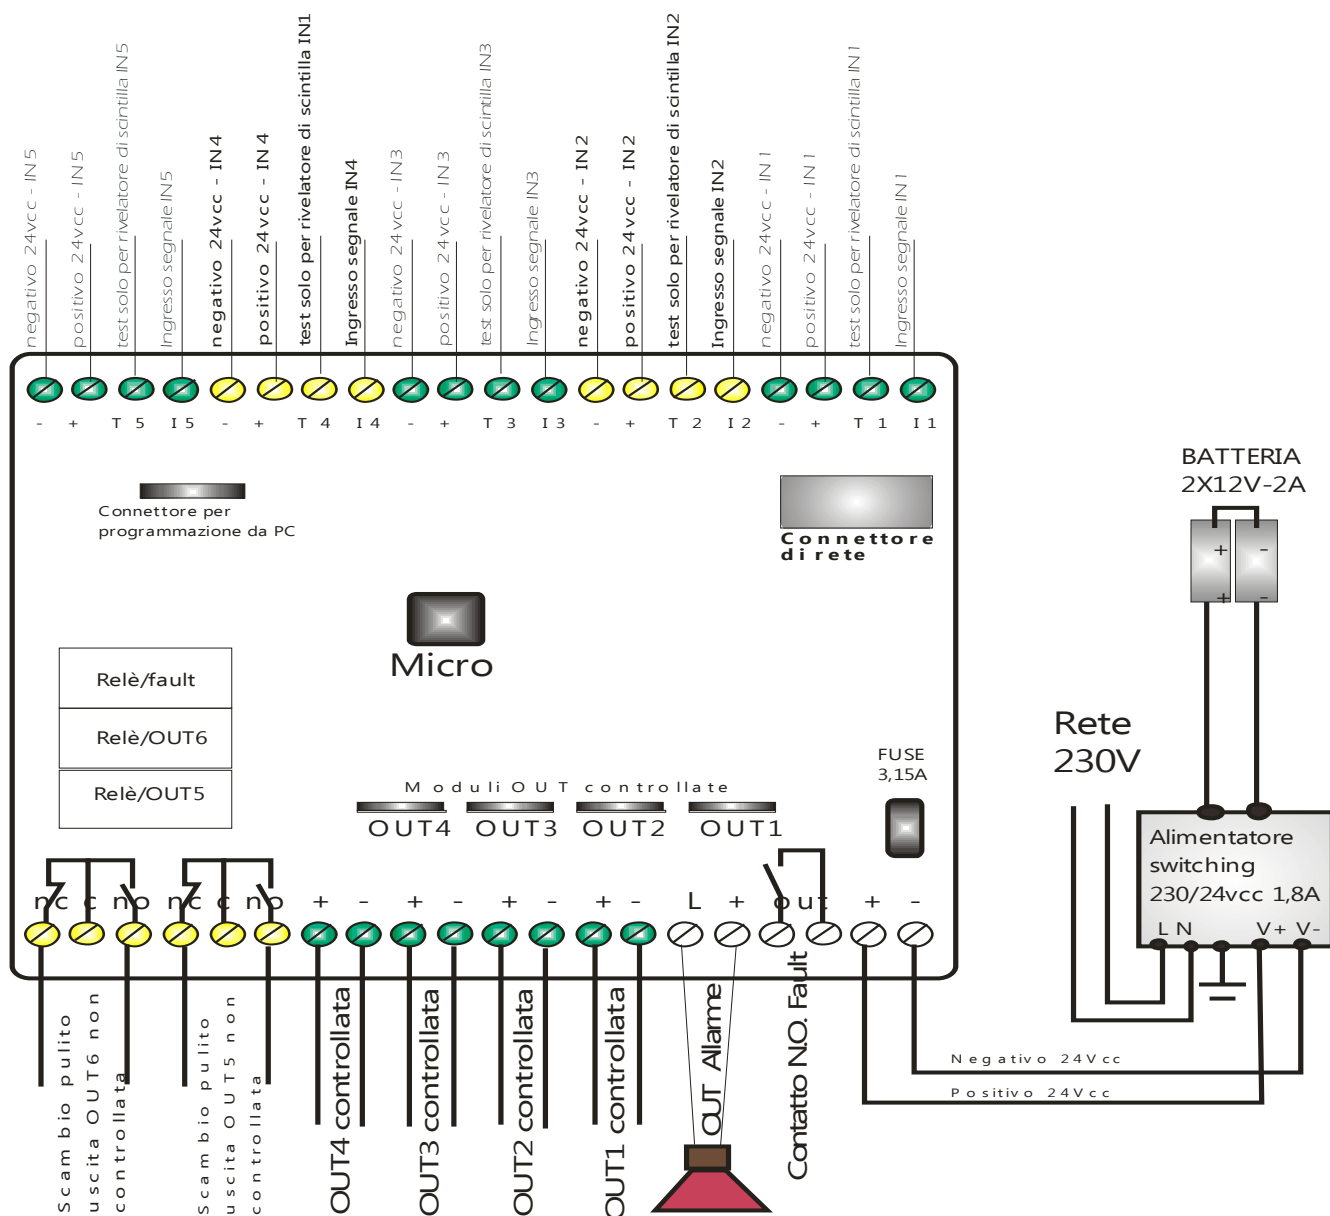 negativo 24vcc - IN5
positivo 24vcc - IN5
test solo per rivelatore di scintilla IN5
Ingresso segnale IN5
negativo 24vcc - IN4
positivo 24vcc - IN4
test solo per rivelatore di scintilla IN1
Ingresso segnale IN4
negativo 24vcc - IN3
positivo 24vcc - IN3
test solo per rivelatore di scintilla IN3
Ingresso segnale IN3
negativo 24vcc - IN2
positivo 24vcc - IN2
test solo per rivelatore di scintilla IN2
Ingresso segnale IN2
negativo 24vcc - IN1
positivo 24vcc - IN1
test solo per rivelatore di scintilla IN1
Ingresso segnale IN1
- + T 5 I5 - + T 4 I4 - + T 3 I3 - + T 2 I2 - + T 1 I1
Connettore per
programmazione da PC
Connettore
di rete
BATTERIA
2X12V-2A
+ -
+ -
Micro
Relè/fault
Relè/OUT6
Relè/OUT5
Rete
230V
FUSE
3,15A
Moduli OUT controllate
OUT4 OUT3 OUT2 OUT1
Alimentatore
switching
230/24vcc 1,8A
L N V+ V-
nc c no nc c no + - + - + - + - L + out + -
Scambio pulito
uscita OUT6 non
controllata
Scambio pulito
uscita OUT5 non
controllata
OUT4 controllata
OUT3 controllata
OUT2 controllata
OUT1 controllata
OUT Allarme
Contatto N.O. Fault
Negativo 24Vcc
Positivo 24Vcc